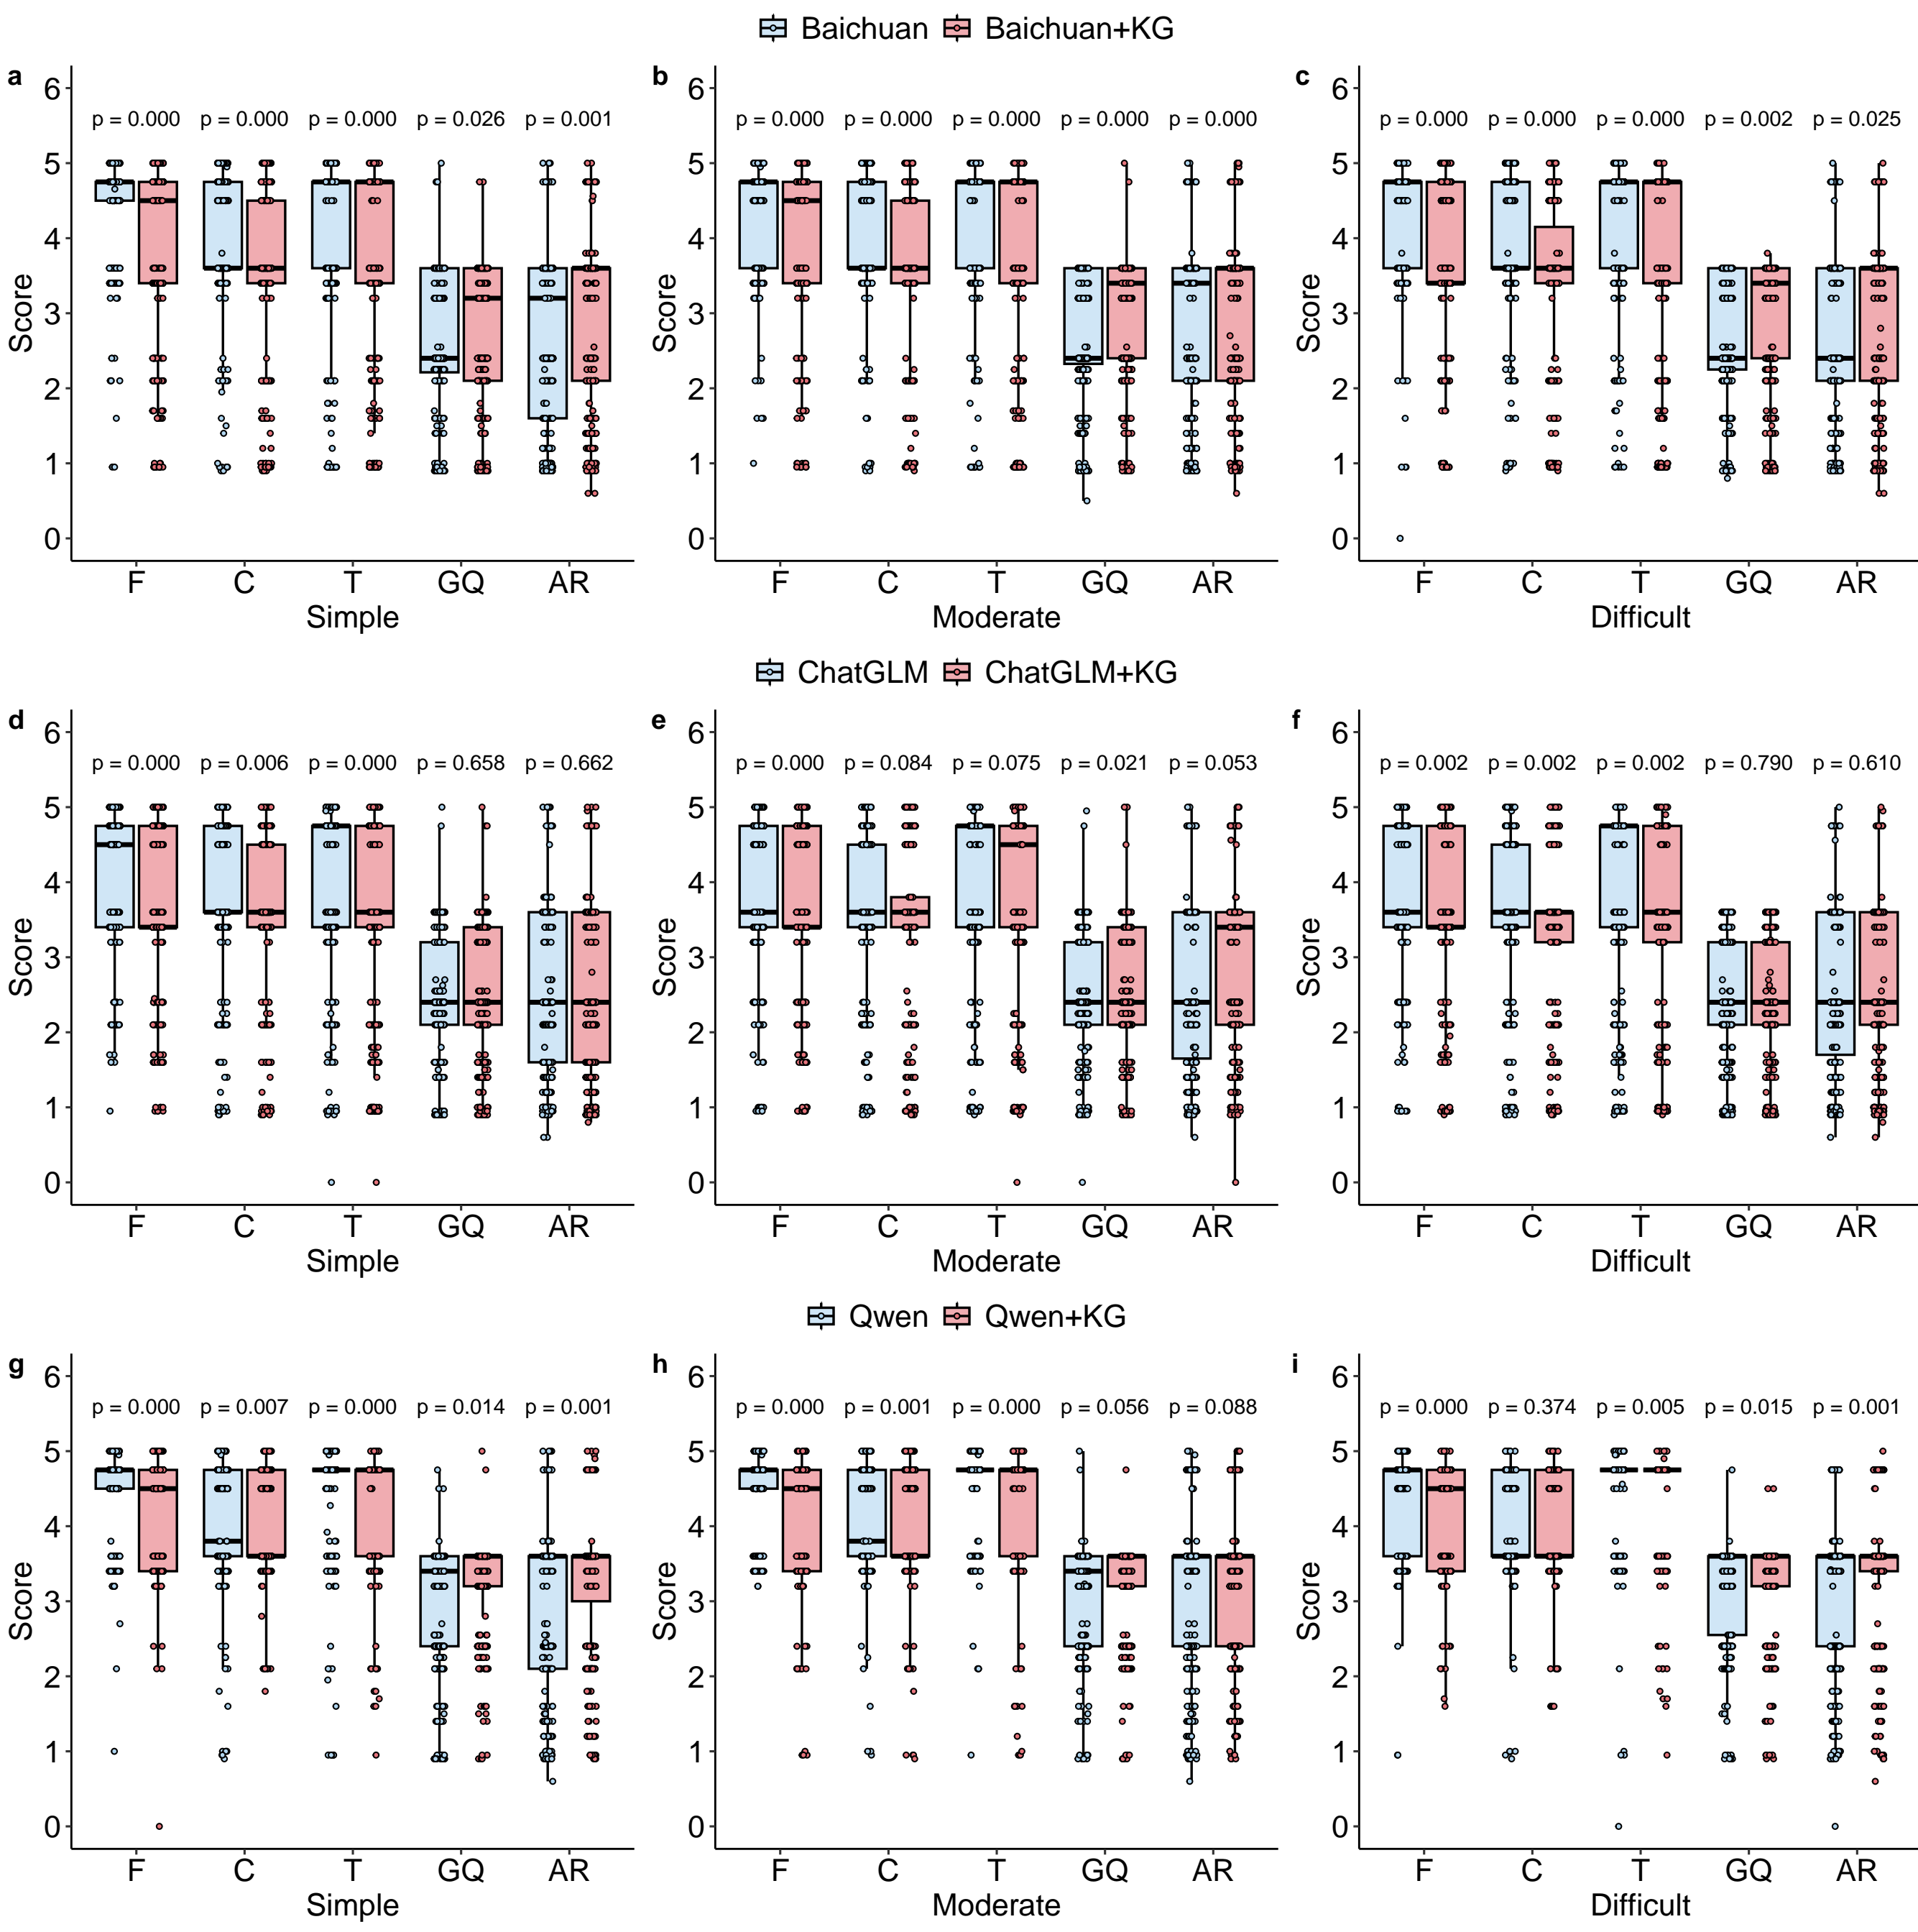 Baichuan Baichuan+KG
a b c
6 6 6
p = 0.000 p = 0.000 p = 0.000 p = 0.026 p = 0.001 p = 0.000 p = 0.000 p = 0.000 p = 0.000 p = 0.000 p = 0.000 p = 0.000 p = 0.000 p = 0.002 p = 0.025
5 5 5
4 4 4
Score Score Score
3 3 3
2 2 2
1 1 1
0 0 0
F C T GQ AR F C T GQ AR F C T GQ AR
Simple Moderate Difficult
ChatGLM ChatGLM+KG
d e f
6 6 6
p = 0.000 p = 0.006 p = 0.000 p = 0.658 p = 0.662 p = 0.000 p = 0.084 p = 0.075 p = 0.021 p = 0.053 p = 0.002 p = 0.002 p = 0.002 p = 0.790 p = 0.610
5 5 5
4 4 4
Score Score Score
3 3 3
2 2 2
1 1 1
0 0 0
F C T GQ AR F C T GQ AR F C T GQ AR
Simple Moderate Difficult
Qwen Qwen+KG
g h i
6 6 6
p = 0.000 p = 0.007 p = 0.000 p = 0.014 p = 0.001 p = 0.000 p = 0.001 p = 0.000 p = 0.056 p = 0.088 p = 0.000 p = 0.374 p = 0.005 p = 0.015 p = 0.001
5 5 5
4 4 4
Score Score Score
3 3 3
2 2 2
1 1 1
0 0 0
F C T GQ AR F C T GQ AR F C T GQ AR
Simple Moderate Difficult